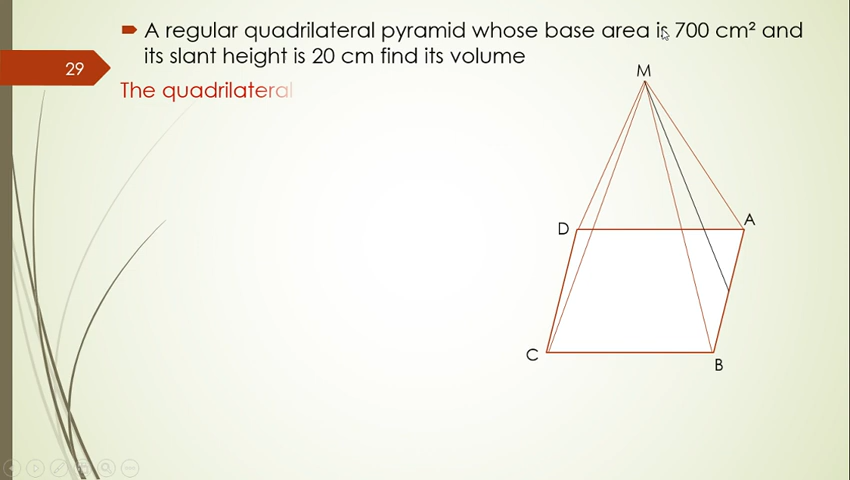 A regular quadrilateral pyramid whose base area is 700 cm² and
its slant height is 20 cm find its volume
29
The quadrilateral
M
D
A
C
B